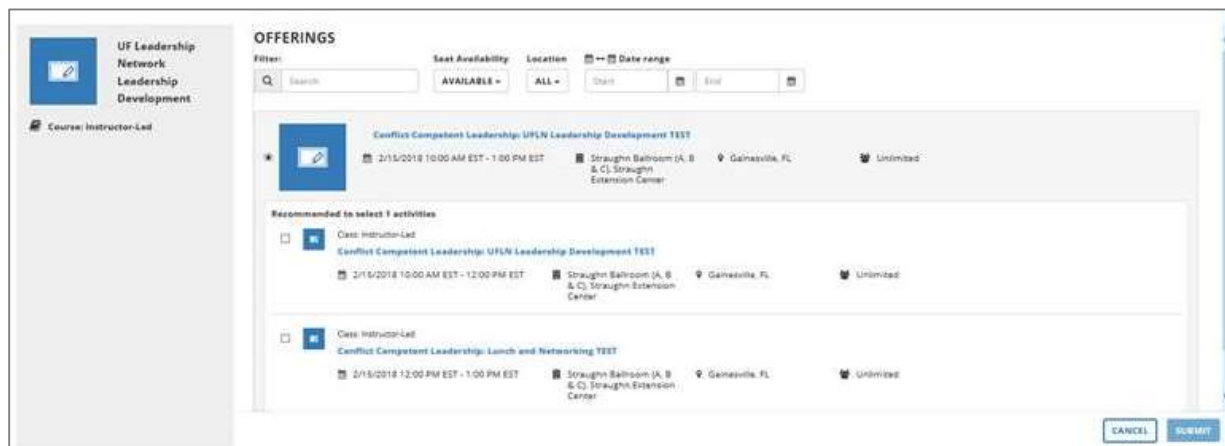 UF Leadership
Network
Leadership
Development
Course: Instructor-Led
OFFERINGS
Filter:
Seat Availability
Location
Date range
Search
AVAILABLE
ALL
Start
End
Conflict Competent Leadership: UFLN Leadership Development TEST
2/15/2018 10:00 AM EST - 1:00 PM EST
Straughn Ballroom (A, B
& C), Straughn
Extension Center
Gainesville, FL
Unlimited
Recommended to select 1 activities
Class: Instructor-Led
Conflict Competent Leadership: UFLN Leadership Development TEST
2/15/2018 10:00 AM EST - 12:00 PM EST
Straughn Ballroom (A, B
& C), Straughn Extension
Center
Gainesville, FL
Unlimited
Class: Instructor-Led
Conflict Competent Leadership: Lunch and Networking TEST
2/15/2018 12:00 PM EST - 1:00 PM EST
Straughn Ballroom (A, B
& C), Straughn Extension
Center
Gainesville, FL
Unlimited
CANCEL
SUBMIT